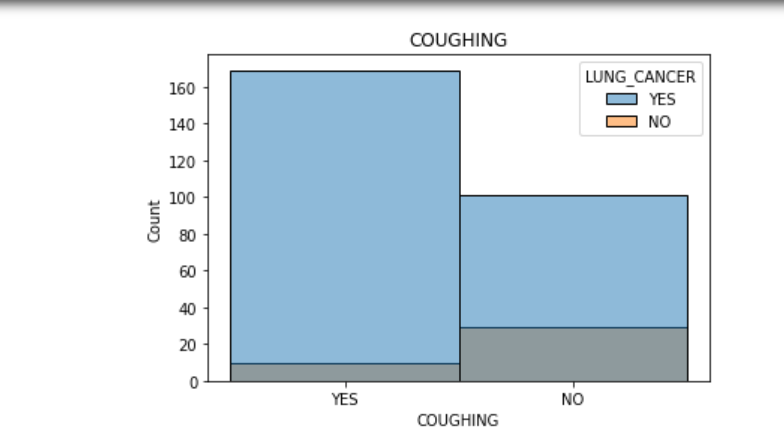 COUGHING
LUNG_CANCER
YES
NO
160
140
120
100
80
60
40
20
0
Count
YES NO
COUGHING